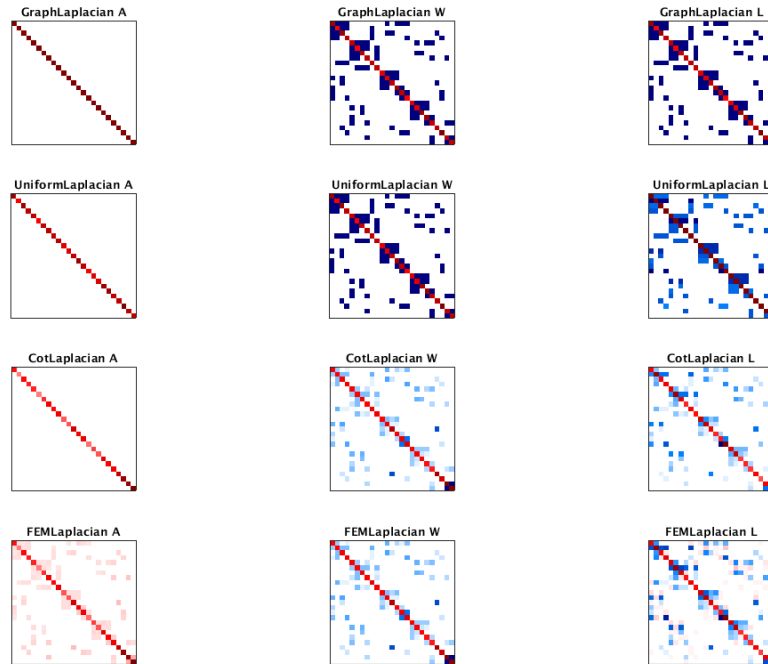 GraphLaplacian A
GraphLaplacian W
GraphLaplacian L
UniformLaplacian A
UniformLaplacian W
UniformLaplacian L
CotLaplacian A
CotLaplacian W
CotLaplacian L
FEMLaplacian A
FEMLaplacian W
FEMLaplacian L